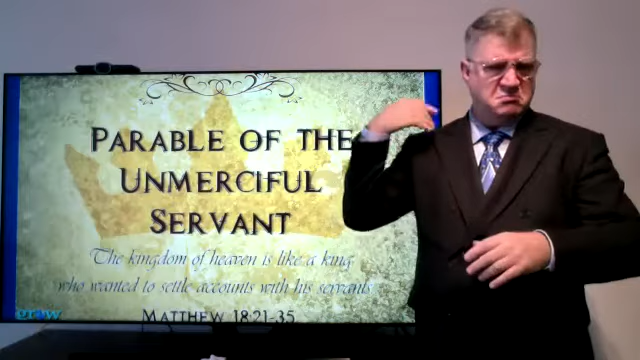 PARABLE OF THE
UNMERCIFUL
SERVANT
The kingdom of heaven is like a king
who wanted to settle accounts with his servants
MATTHEW 18:21-35
grow